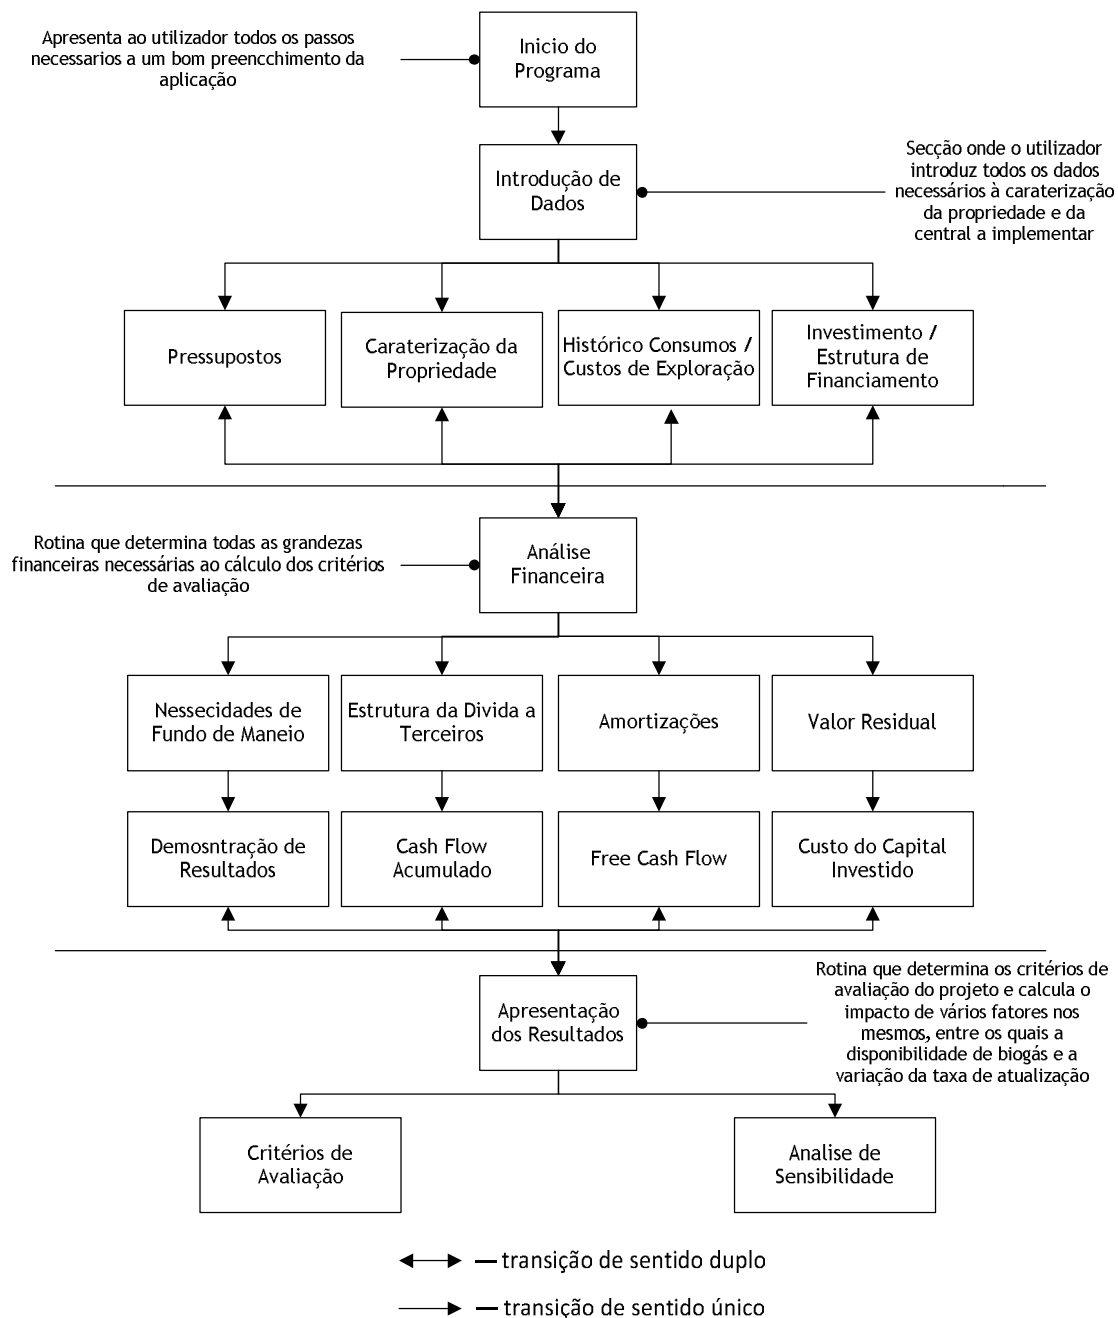 Apresenta ao utilizador todos os passos
necessarios a um bom preencchimento da
aplicação
Inicio do
Programa
Introdução de
Dados
Secção onde o utilizador
introduz todos os dados
necessários à caraterização
da propriedade e da
central a implementar
Pressupostos
Caraterização da
Propriedade
Histórico Consumos /
Custos de Exploração
Investimento /
Estrutura de
Financiamento
Rotina que determina todas as grandezas
financeiras necessárias ao cálculo dos critérios
de avaliação
Análise
Financeira
Nessecidades de
Fundo de Maneio
Estrutura da Divida a
Terceiros
Amortizações
Valor Residual
Demosntração de
Resultados
Cash Flow
Acumulado
Free Cash Flow
Custo do Capital
Investido
Apresentação
dos Resultados
Rotina que determina os critérios de
avaliação do projeto e calcula o
impacto de vários fatores nos
mesmos, entre os quais a
disponibilidade de biogás e a
variação da taxa de atualização
Critérios de
Avaliação
Analise de
Sensibilidade
— transição de sentido duplo
— transição de sentido único